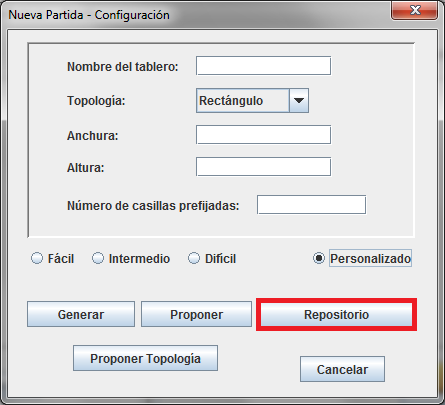 Nueva Partida - Configuración
Nombre del tablero:
Topología: Rectángulo
Anchura:
Altura:
Número de casillas prefijadas:
Fácil Intermedio Difícil Personalizado
Generar Proponer Repositorio
Proponer Topología
Cancelar